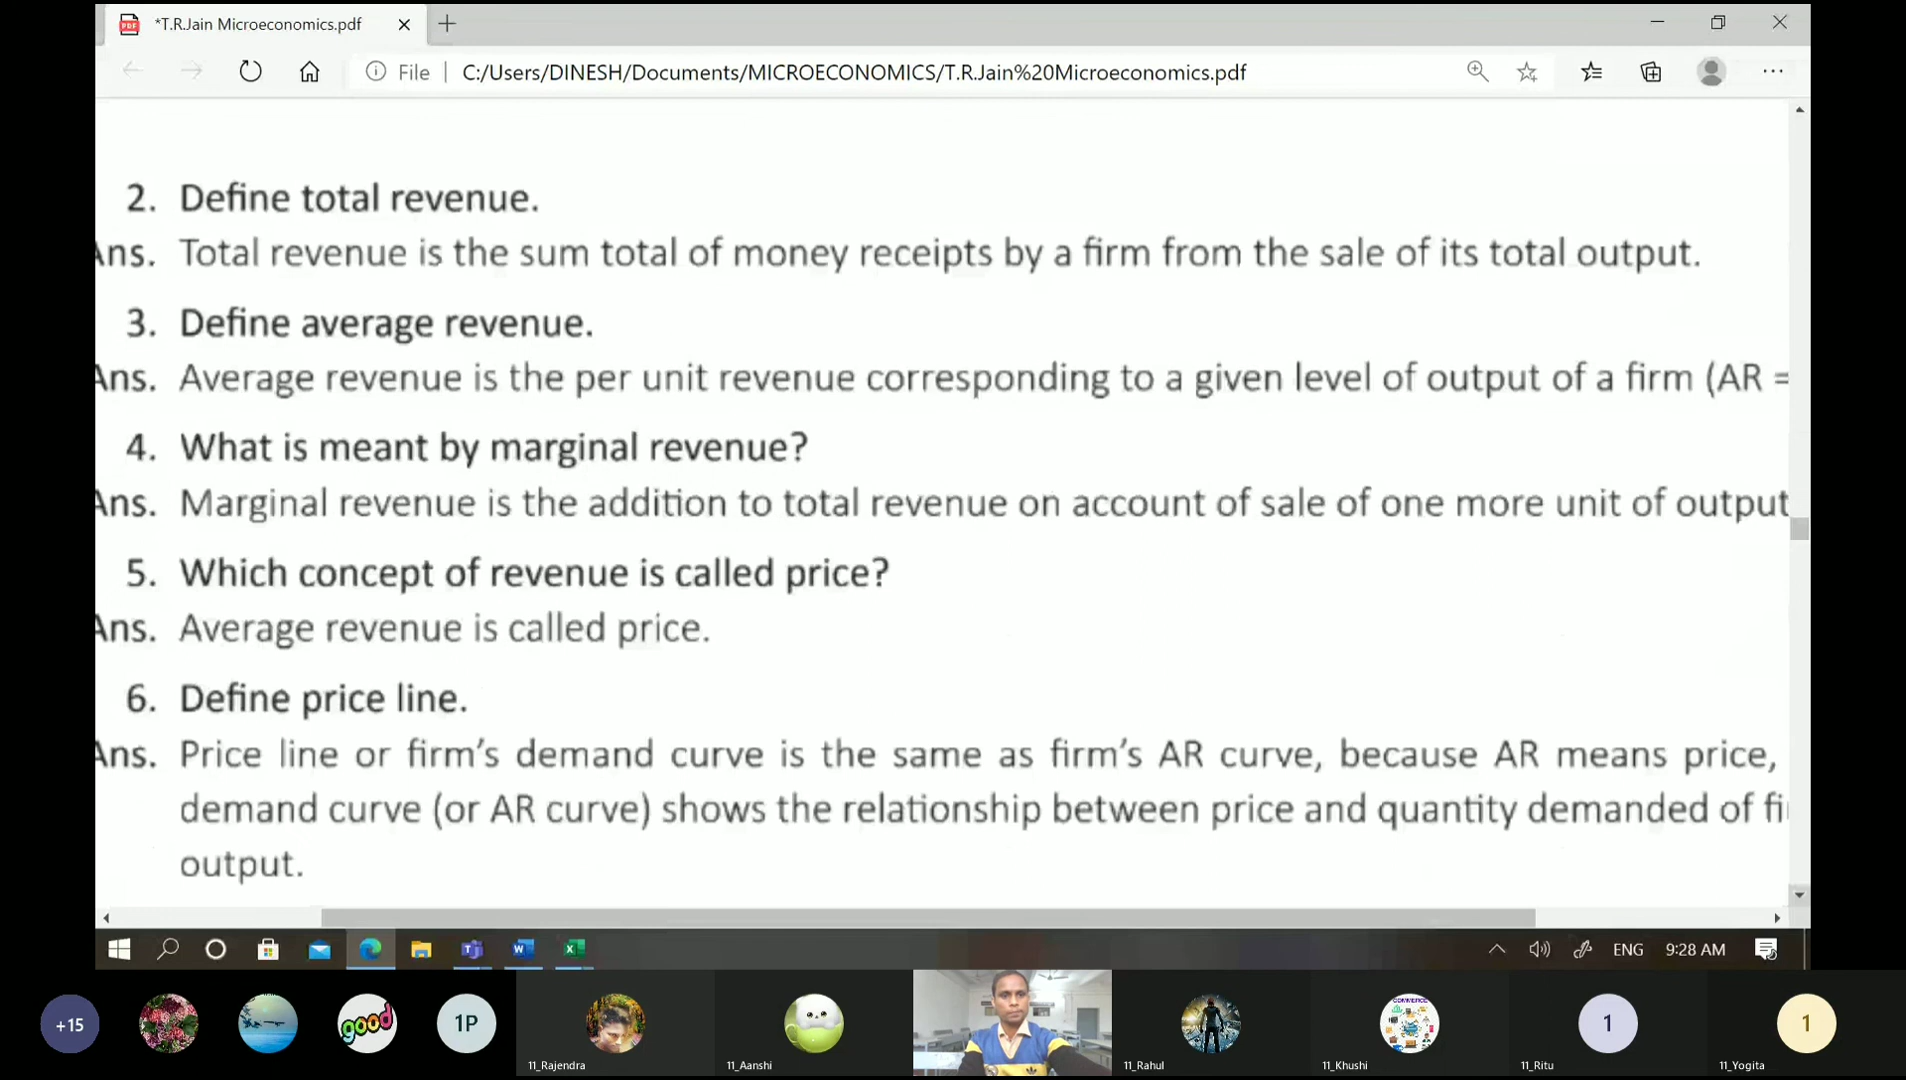 *T.R.Jain Microeconomics.pdf
File | C:/Users/DINESH/Documents/MICROECONOMICS/T.R.Jain%20Microeconomics.pdf
2. Define total revenue.
Ans. Total revenue is the sum total of money receipts by a firm from the sale of its total output.
3. Define average revenue.
Ans. Average revenue is the per unit revenue corresponding to a given level of output of a firm (AR =
4. What is meant by marginal revenue?
Ans. Marginal revenue is the addition to total revenue on account of sale of one more unit of output
5. Which concept of revenue is called price?
Ans. Average revenue is called price.
6. Define price line.
Ans. Price line or firm's demand curve is the same as firm's AR curve, because AR means price,
demand curve (or AR curve) shows the relationship between price and quantity demanded of fi
output.
ENG 9:28 AM
+15 good 1P COMMERCE 1 1
11_Rajendra 11_Aanshi 11_Rahul 11_Khushi 11_Ritu 11_Yogita